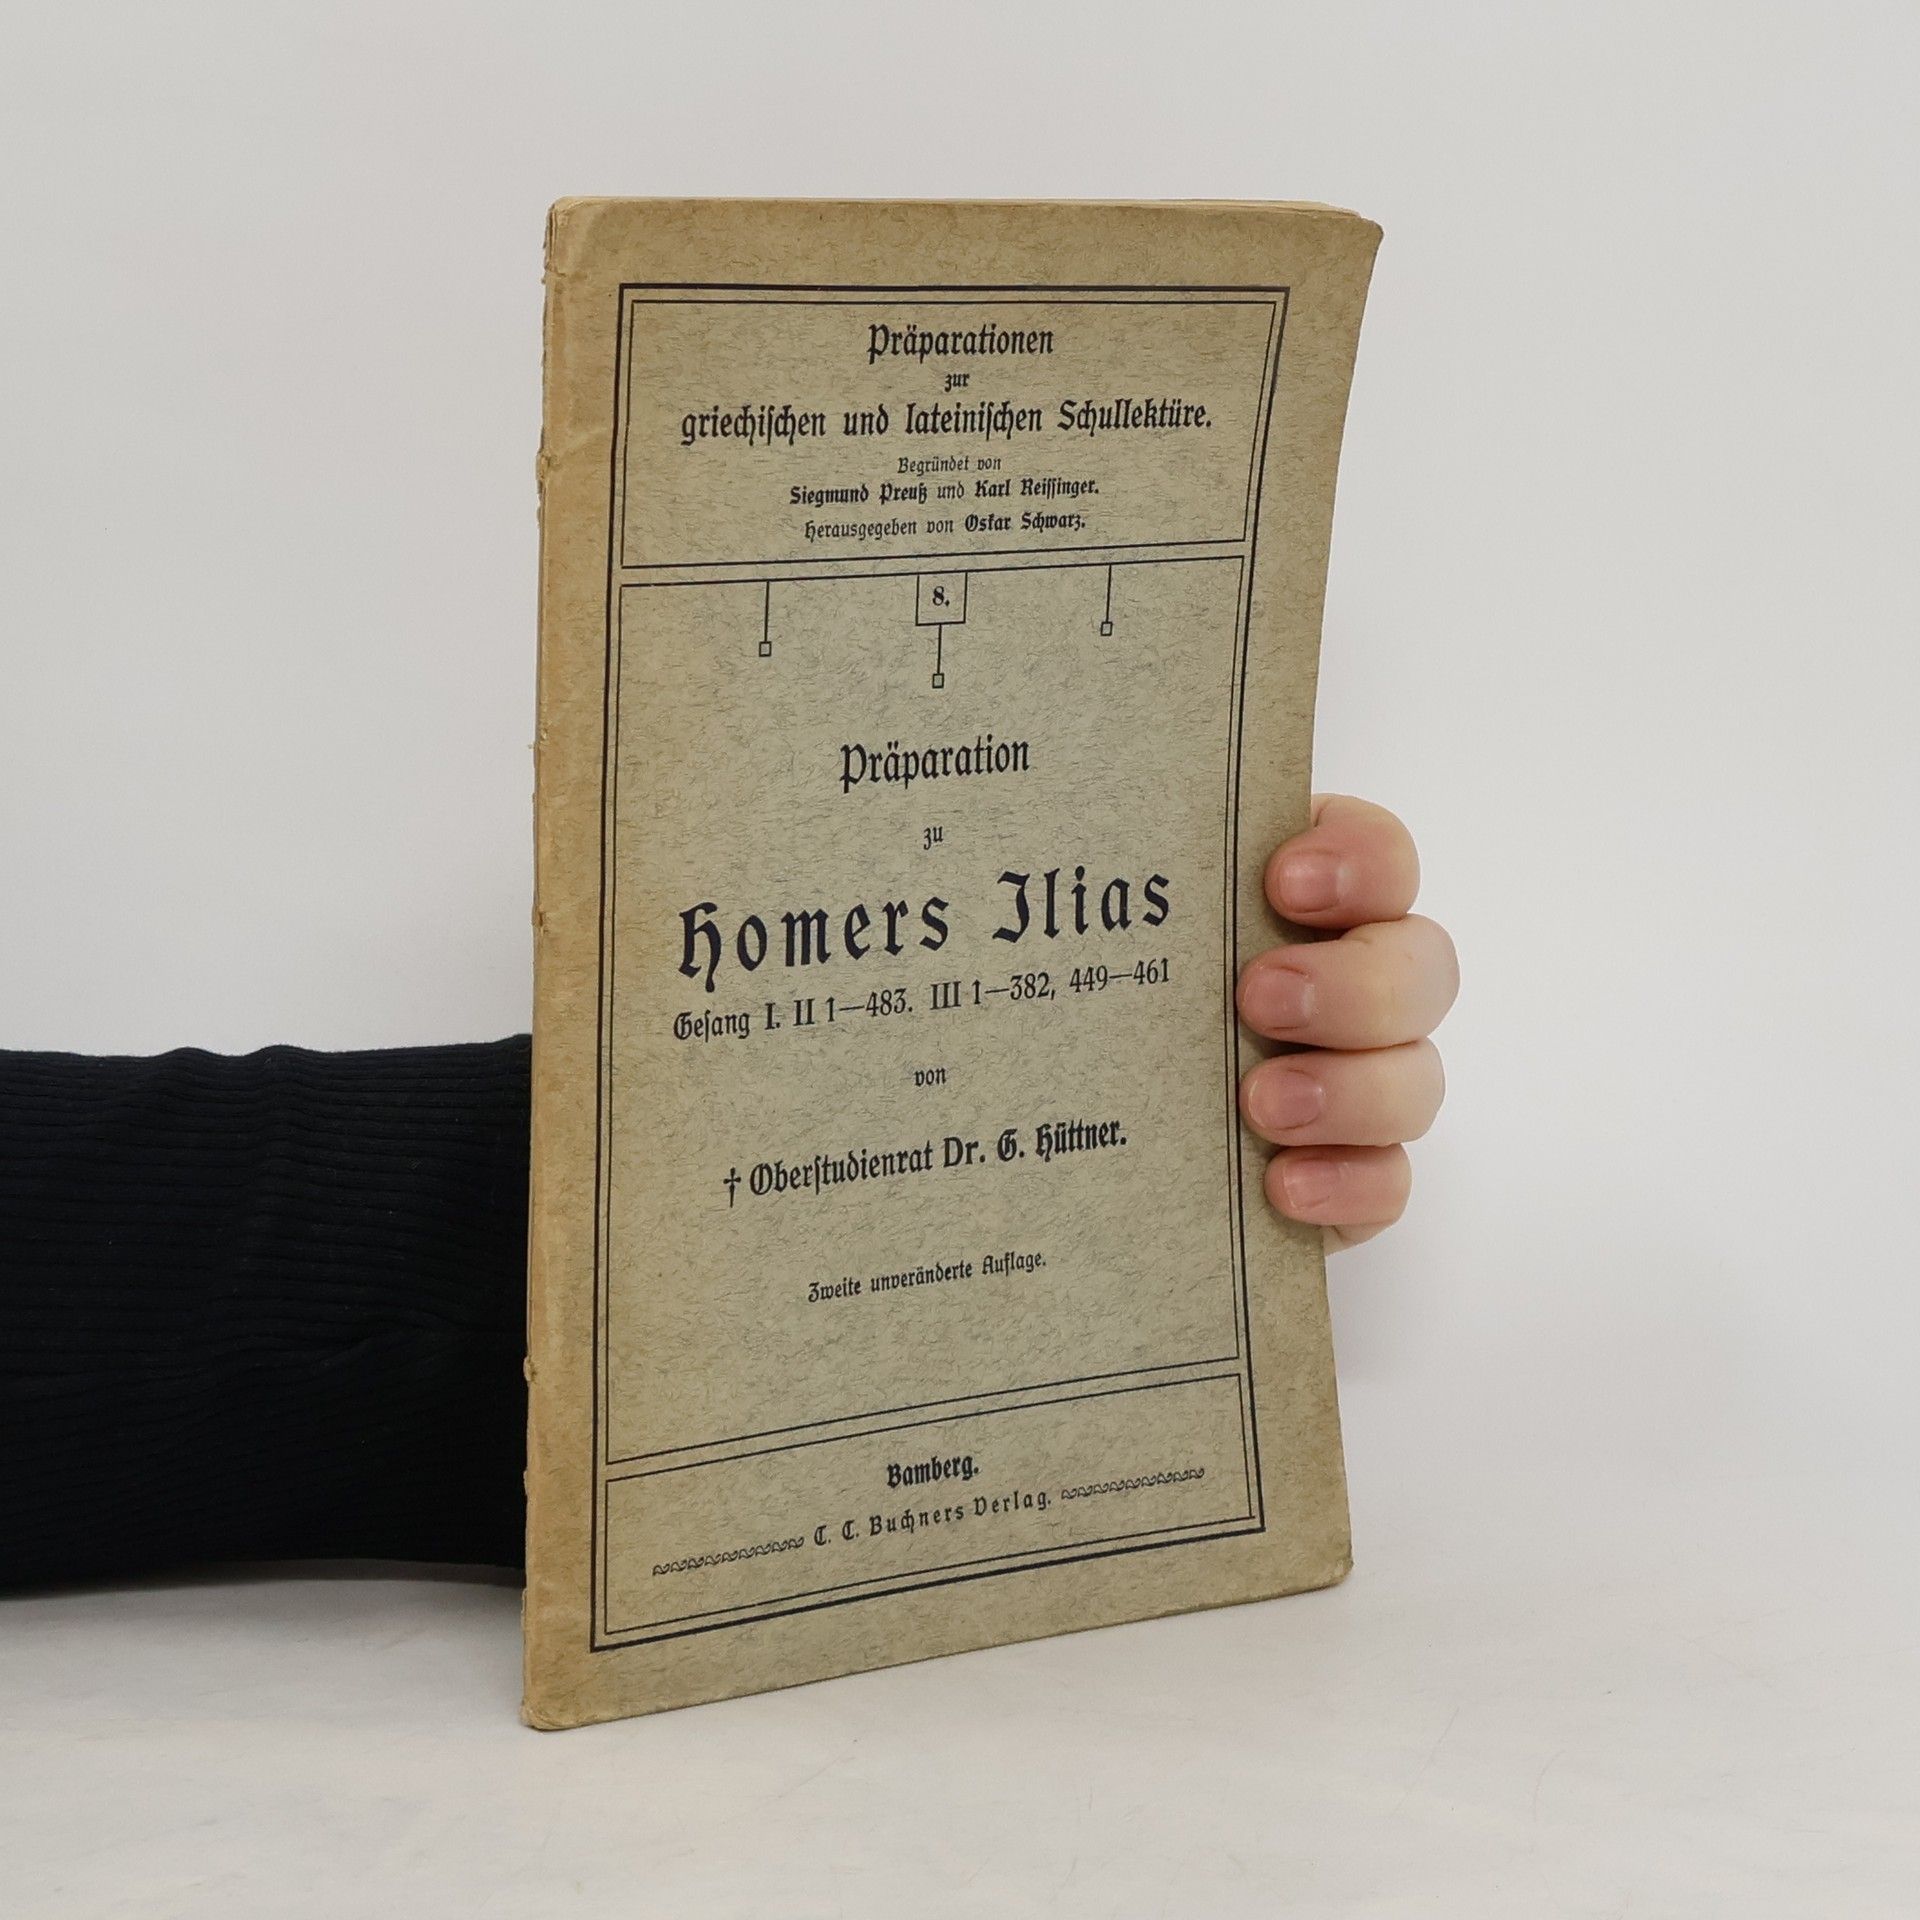 Präparationen
zur
griechiſchen und lateiniſchen Schullektüre.
Begründet von
Siegmund Preuß und Karl Reiſſinger.
Herausgegeben von Oskar Schwarz.
8.
Präparation
zu
Homers Ilias
Geſang I. II 1—483. III 1—382, 449—461
von
† Oberſtudienrat Dr. G. Hüttner.
Zweite unveränderte Auflage.
Bamberg.
C. C. Buchners Verlag.